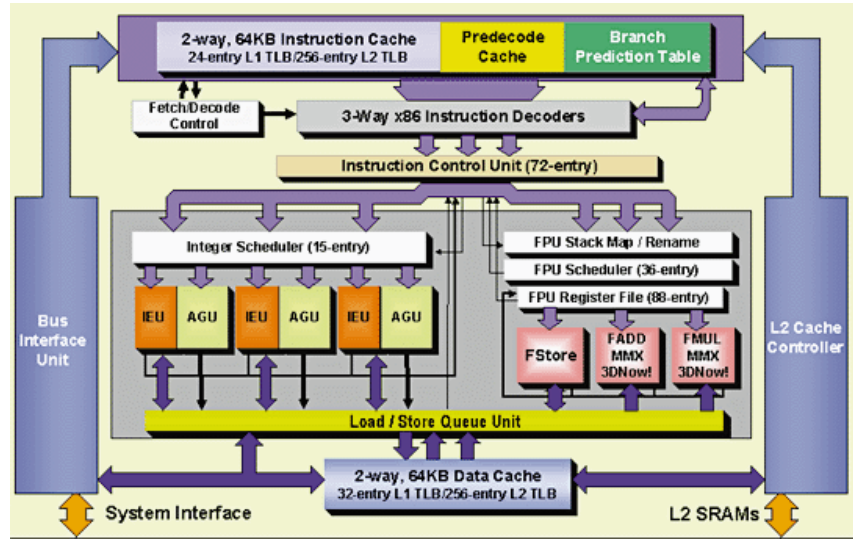 2-way, 64KB Instruction Cache
24-entry L1 TLB/256-entry L2 TLB
Predecode
Cache
Branch
Prediction Table
Fetch/Decode
Control
3-Way x86 Instruction Decoders
Instruction Control Unit (72-entry)
Integer Scheduler (15-entry)
FPU Stack Map / Rename
FPU Scheduler (36-entry)
FPU Register File (88-entry)
Bus
Interface
Unit
IEU
AGU
IEU
AGU
IEU
AGU
FStore
FADD
MMX
3DNow!
FMUL
MMX
3DNow!
L2 Cache
Controller
Load / Store Queue Unit
2-way, 64KB Data Cache
32-entry L1 TLB/256-entry L2 TLB
System Interface
L2 SRAMs